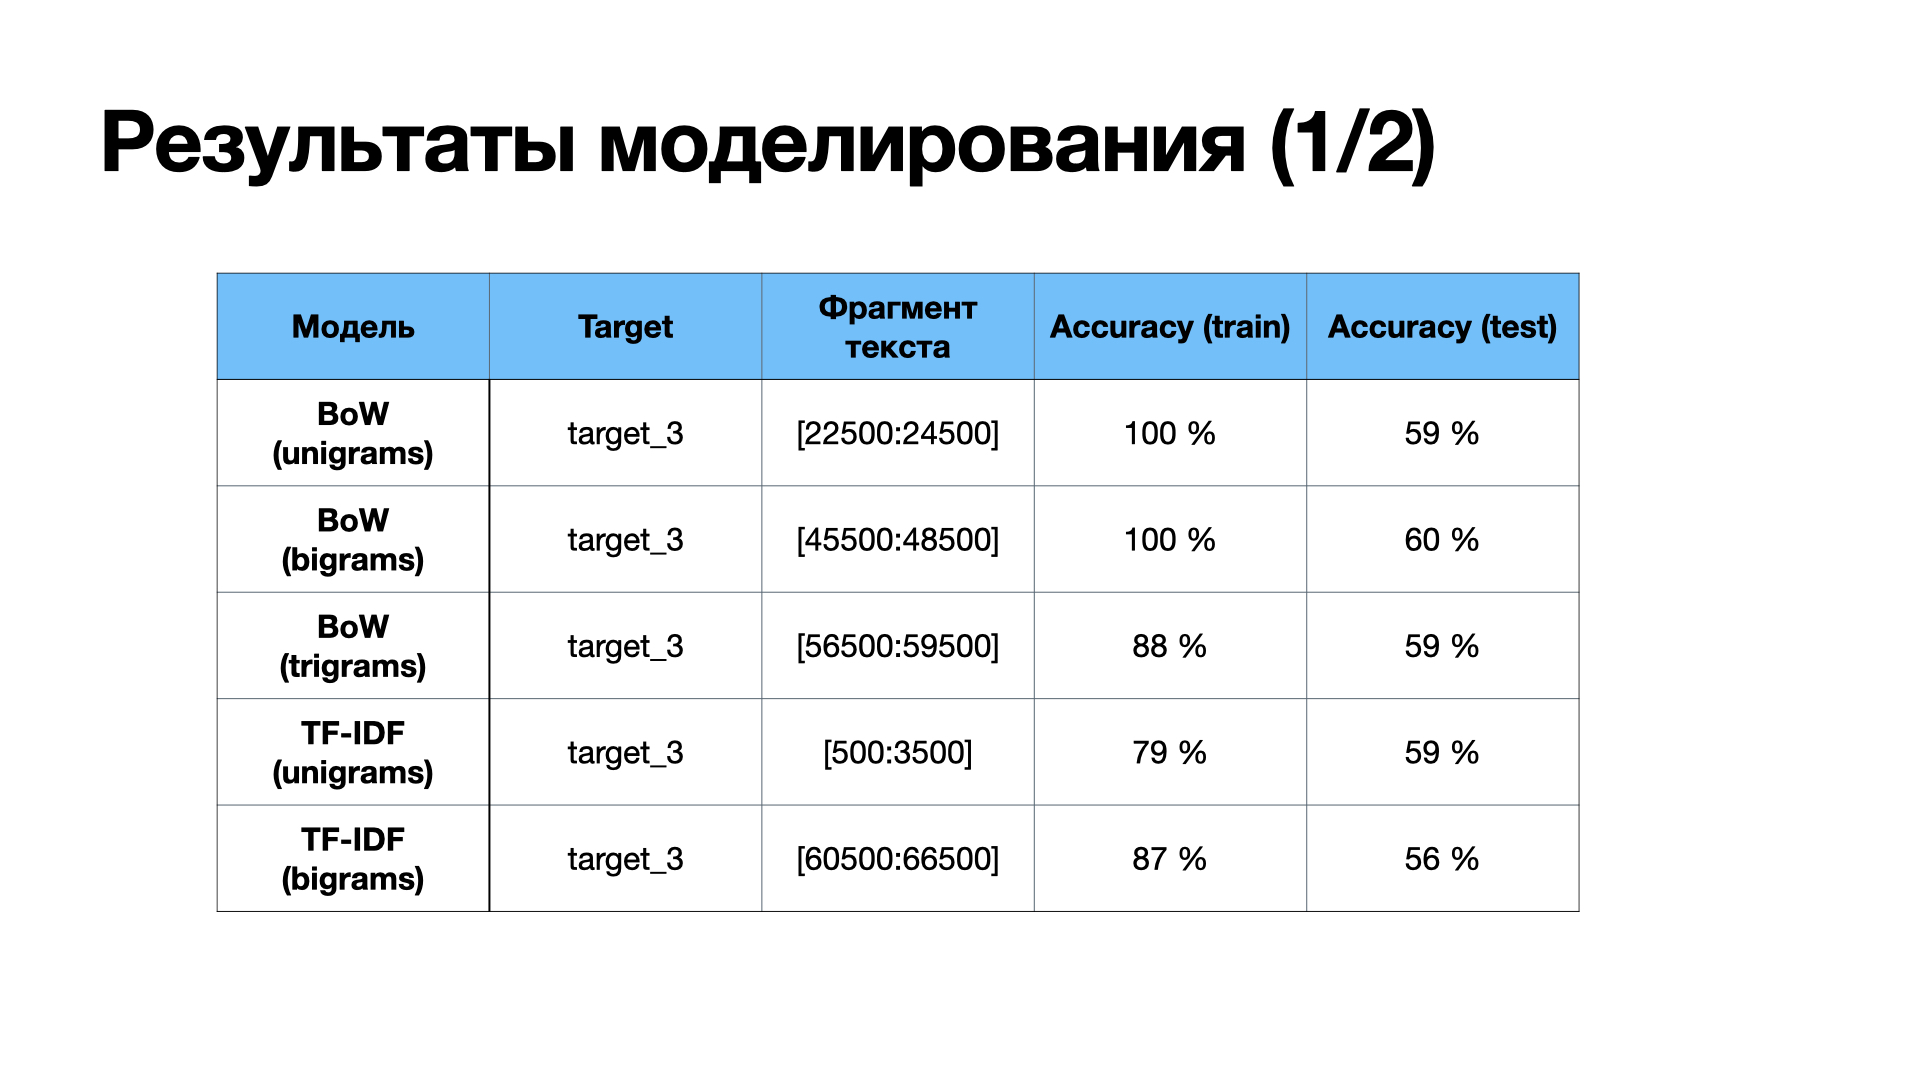 Результаты моделирования (1/2)
Модель
Target
Фрагмент
текста
Accuracy (train)
Accuracy (test)
BoW
(unigrams)
target_3
[22500:24500]
100 %
59 %
BoW
(bigrams)
target_3
[45500:48500]
100 %
60 %
BoW
(trigrams)
target_3
[56500:59500]
88 %
59 %
TF-IDF
(unigrams)
target_3
[500:3500]
79 %
59 %
TF-IDF
(bigrams)
target_3
[60500:66500]
87 %
56 %